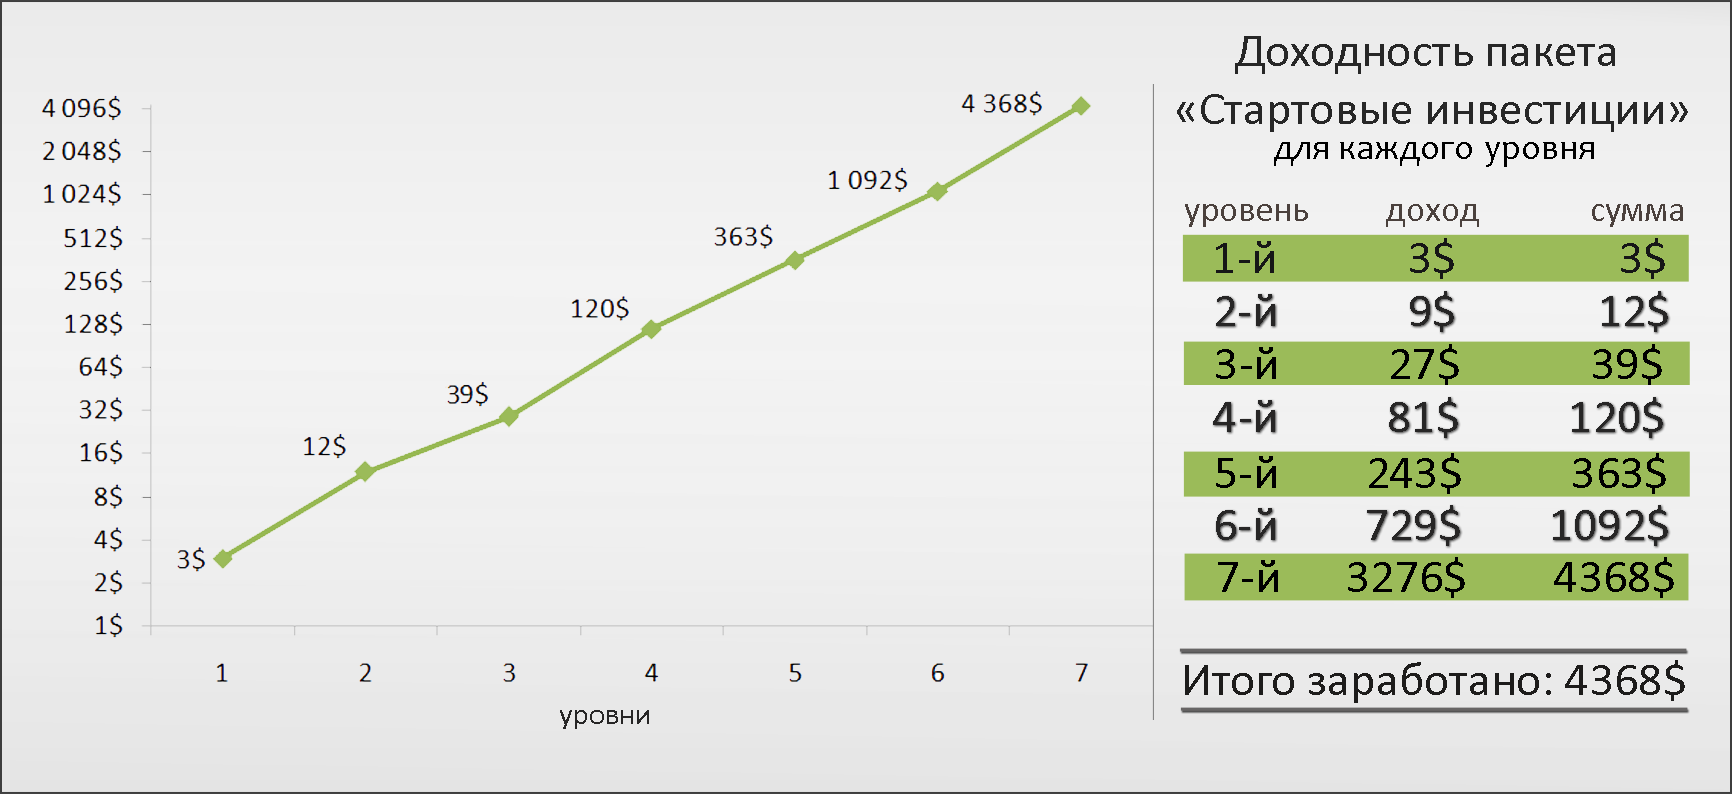 4 096$
2 048$
1 024$
512$
256$
128$
64$
32$
16$
8$
4$
2$
1$
3$
12$
39$
120$
363$
1 092$
4 368$
1 2 3 4 5 6 7
уровни
Доходность пакета
«Стартовые инвестиции»
для каждого уровня
уровень доход сумма
1-й 3$ 3$
2-й 9$ 12$
3-й 27$ 39$
4-й 81$ 120$
5-й 243$ 363$
6-й 729$ 1092$
7-й 3276$ 4368$
Итого заработано: 4368$